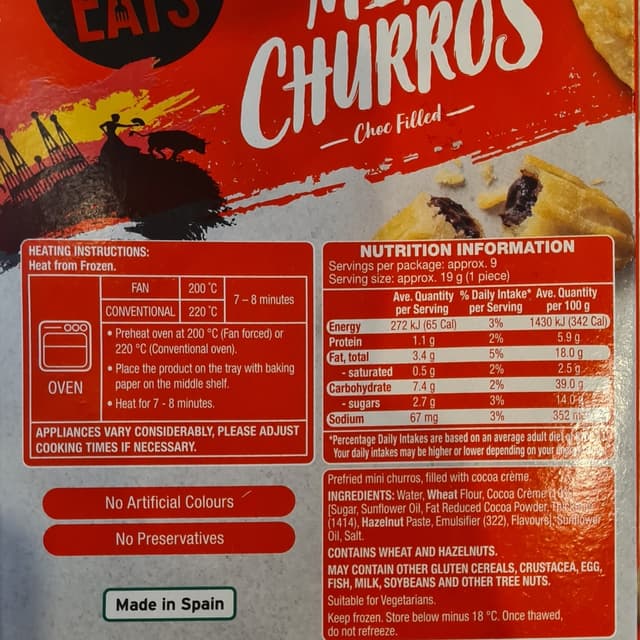 EATS
CHURROS
Choc Filled
HEATING INSTRUCTIONS:
Heat from Frozen.
FAN 200 °C 7 – 8 minutes
CONVENTIONAL 220 °C
OVEN
• Preheat oven at 200 °C (Fan forced) or
220 °C (Conventional oven).
• Place the product on the tray with baking
paper on the middle shelf.
• Heat for 7 - 8 minutes.
APPLIANCES VARY CONSIDERABLY, PLEASE ADJUST
COOKING TIMES IF NECESSARY.
No Artificial Colours
No Preservatives
Made in Spain
NUTRITION INFORMATION
Servings per package: approx. 9
Serving size: approx. 19 g (1 piece)
Ave. Quantity % Daily Intake* Ave. Quantity
per Serving per Serving per 100 g
Energy 272 kJ (65 Cal) 3% 1430 kJ (342 Cal)
Protein 1.1 g 2% 5.9 g
Fat, total 3.4 g 5% 18.0 g
- saturated 0.5 g 2% 2.5 g
Carbohydrate 7.4 g 2% 39.0 g
- sugars 2.7 g 3% 14.0 g
Sodium 67 mg 3% 352 mg
*Percentage Daily Intakes are based on an average adult diet of
Your daily intakes may be higher or lower depending on your energy
Prefried mini churros, filled with cocoa crème.
INGREDIENTS: Water, Wheat Flour, Cocoa Crème
[Sugar, Sunflower Oil, Fat Reduced Cocoa Powder, Thickener
(1414), Hazelnut Paste, Emulsifier (322), Flavours], Sunflower
Oil, Salt.
CONTAINS WHEAT AND HAZELNUTS.
MAY CONTAIN OTHER GLUTEN CEREALS, CRUSTACEA, EGG,
FISH, MILK, SOYBEANS AND OTHER TREE NUTS.
Suitable for Vegetarians.
Keep frozen. Store below minus 18 °C. Once thawed,
do not refreeze.